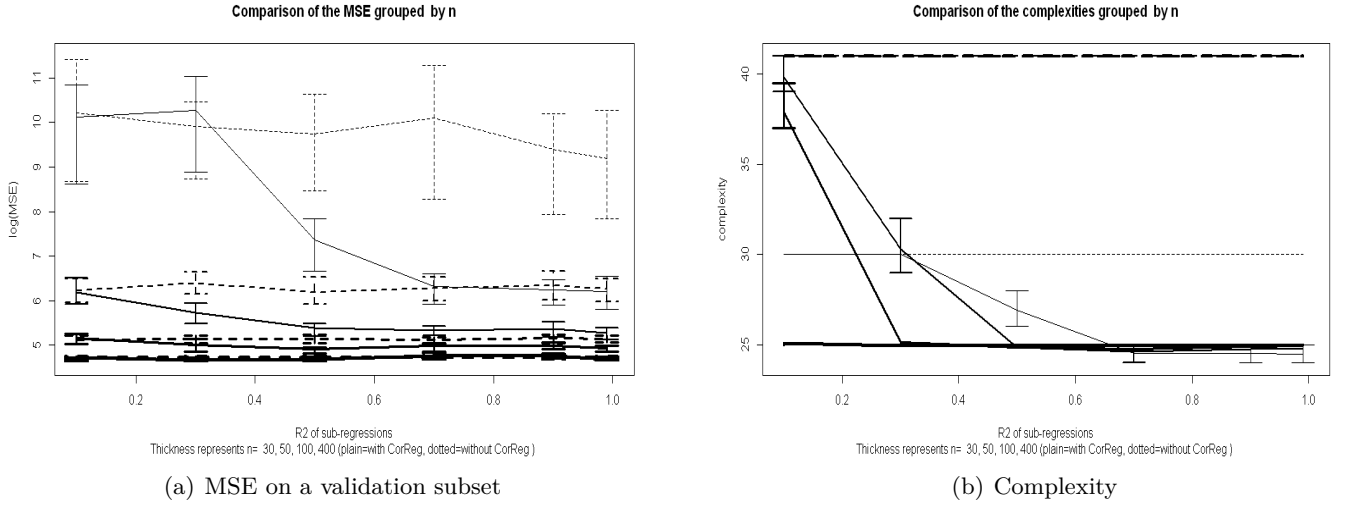 Comparison of the MSE grouped by n
log(MSE)
11
10
9
8
7
6
5
0.2 0.4 0.6 0.8 1.0
R2 of sub-regressions
Thickness represents n= 30, 50, 100, 400 (plain=with CorReg, dotted=without CorReg )
(a) MSE on a validation subset
Comparison of the complexities grouped by n
complexity
40
35
30
25
0.2 0.4 0.6 0.8 1.0
R2 of sub-regressions
Thickness represents n= 30, 50, 100, 400 (plain=with CorReg, dotted=without CorReg )
(b) Complexity